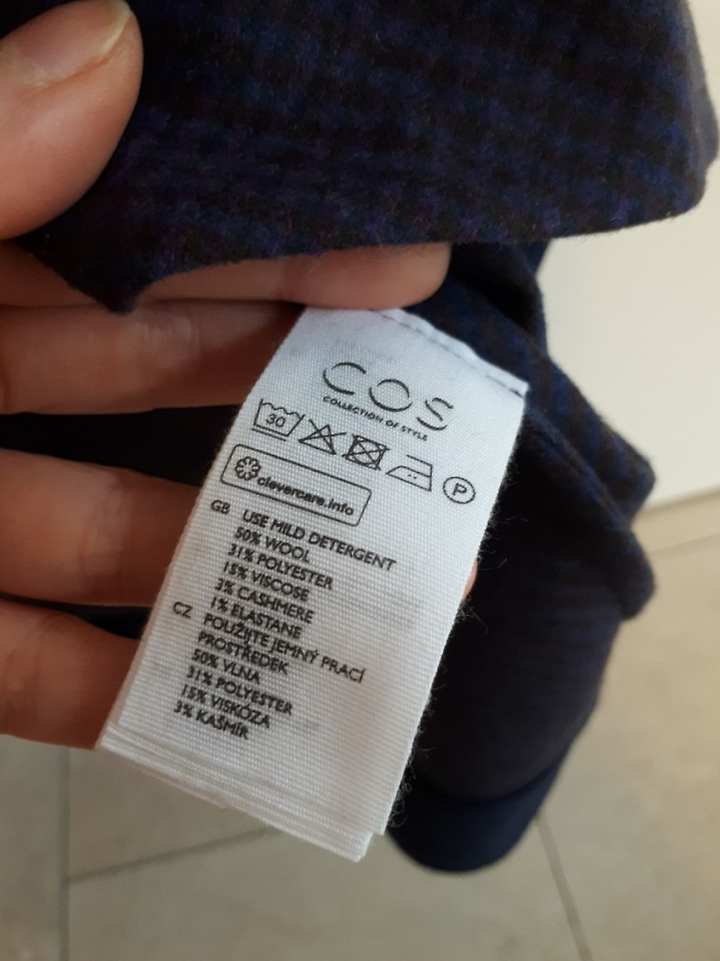 COS
COLLECTION OF STYLE
30
P
clevercare.info
GB USE MILD DETERGENT
50% WOOL
31% POLYESTER
15% VISCOSE
3% CASHMERE
1% ELASTANE
CZ POUŽIJTE JEMNÝ PRACÍ
PROSTŘEDEK
50% VLNA
31% POLYESTER
15% VISKÓZA
3% KAŠMÍR